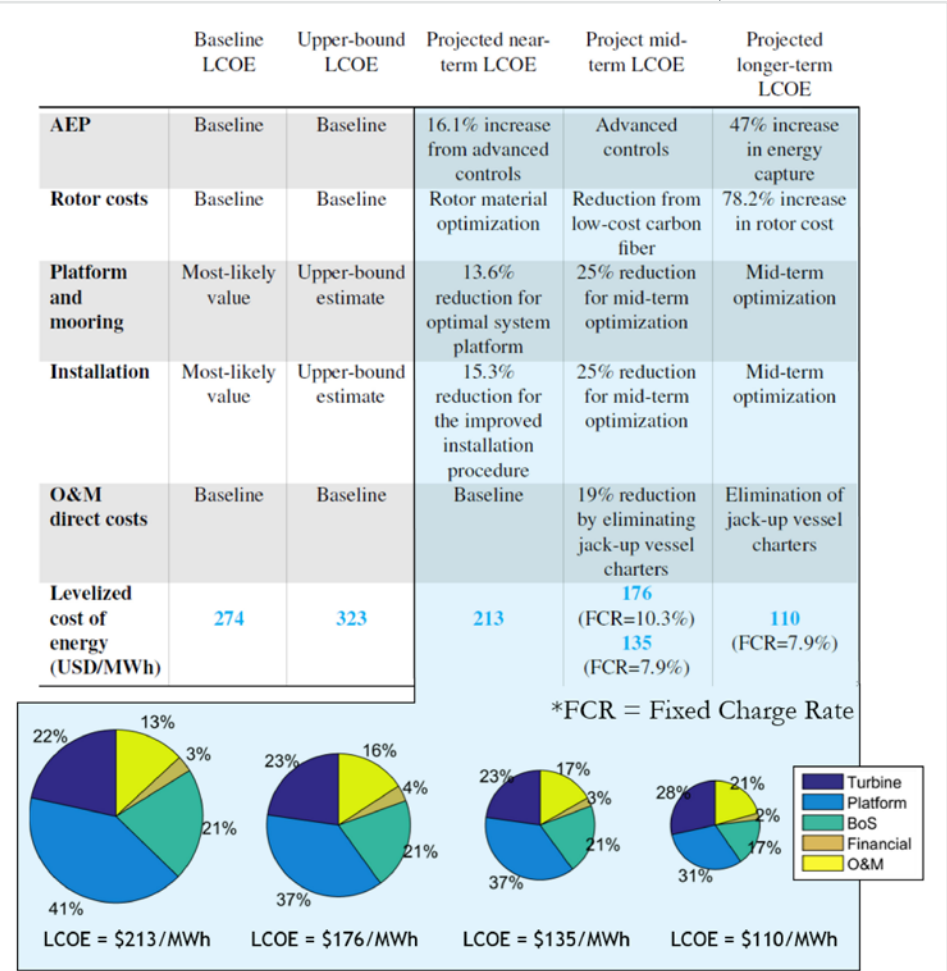 Baseline LCOE
Upper-bound LCOE
Projected near-term LCOE
Project mid-term LCOE
Projected longer-term LCOE
AEP
Baseline
Baseline
16.1% increase
from advanced
controls
Advanced
controls
47% increase
in energy
capture
Rotor costs
Baseline
Baseline
Rotor material
optimization
Reduction from
low-cost carbon
fiber
78.2% increase
in rotor cost
Platform
and
mooring
Most-likely
value
Upper-bound
estimate
13.6%
reduction for
optimal system
platform
25% reduction
for mid-term
optimization
Mid-term
optimization
Installation
Most-likely
value
Upper-bound
estimate
15.3%
reduction for
the improved
installation
procedure
25% reduction
for mid-term
optimization
Mid-term
optimization
O&M
direct costs
Baseline
Baseline
Baseline
19% reduction
by eliminating
jack-up vessel
charters
Elimination of
jack-up vessel
charters
Levelized
cost of
energy
(USD/MWh)
274
323
213
176
(FCR=10.3%)
135
(FCR=7.9%)
110
(FCR=7.9%)
*FCR = Fixed Charge Rate
22%
13%
3%
21%
41%
LCOE = $213/MWh
23%
16%
4%
21%
37%
LCOE = $176/MWh
23%
17%
3%
21%
37%
LCOE = $135/MWh
28%
21%
2%
17%
31%
LCOE = $110/MWh
Turbine
Platform
BoS
Financial
O&M